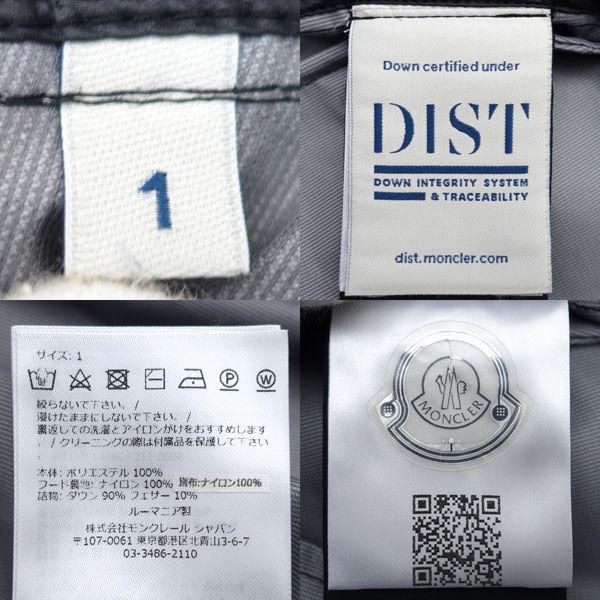 1
Down certified under
DIST
DOWN INTEGRITY SYSTEM
& TRACEABILITY
dist.moncler.com
サイズ: 1
絞らないで下さい。/
浸けたままにしないで下さい。/
裏返しての洗濯とアイロンがけをおすすめします
/ クリーニングの際は付属品を保護して下さい
本体: ポリエステル 100%
フード裏地: ナイロン 100% 別布:ナイロン100%
詰物: ダウン 90% フェザー 10%
ルーマニア製
株式会社モンクレール ジャパン
〒107-0061 東京都港区北青山3-6-7
03-3486-2110
MONCLER